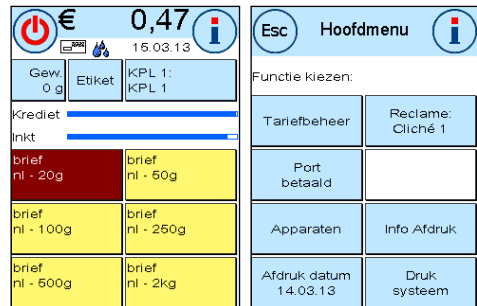 € 0,47
15.03.13
Gew.
0 g
Etiket
KPL 1:
KPL 1
Krediet
Inkt
brief
nl - 20g
brief
nl - 50g
brief
nl - 100g
brief
nl - 250g
brief
nl - 500g
brief
nl - 2kg
Esc
Hoofdmenu
Functie kiezen:
Tariefbeheer
Reclame:
Cliché 1
Port
betaald
Apparaten
Info Afdruk
Afdruk datum
14.03.13
Druk
systeem